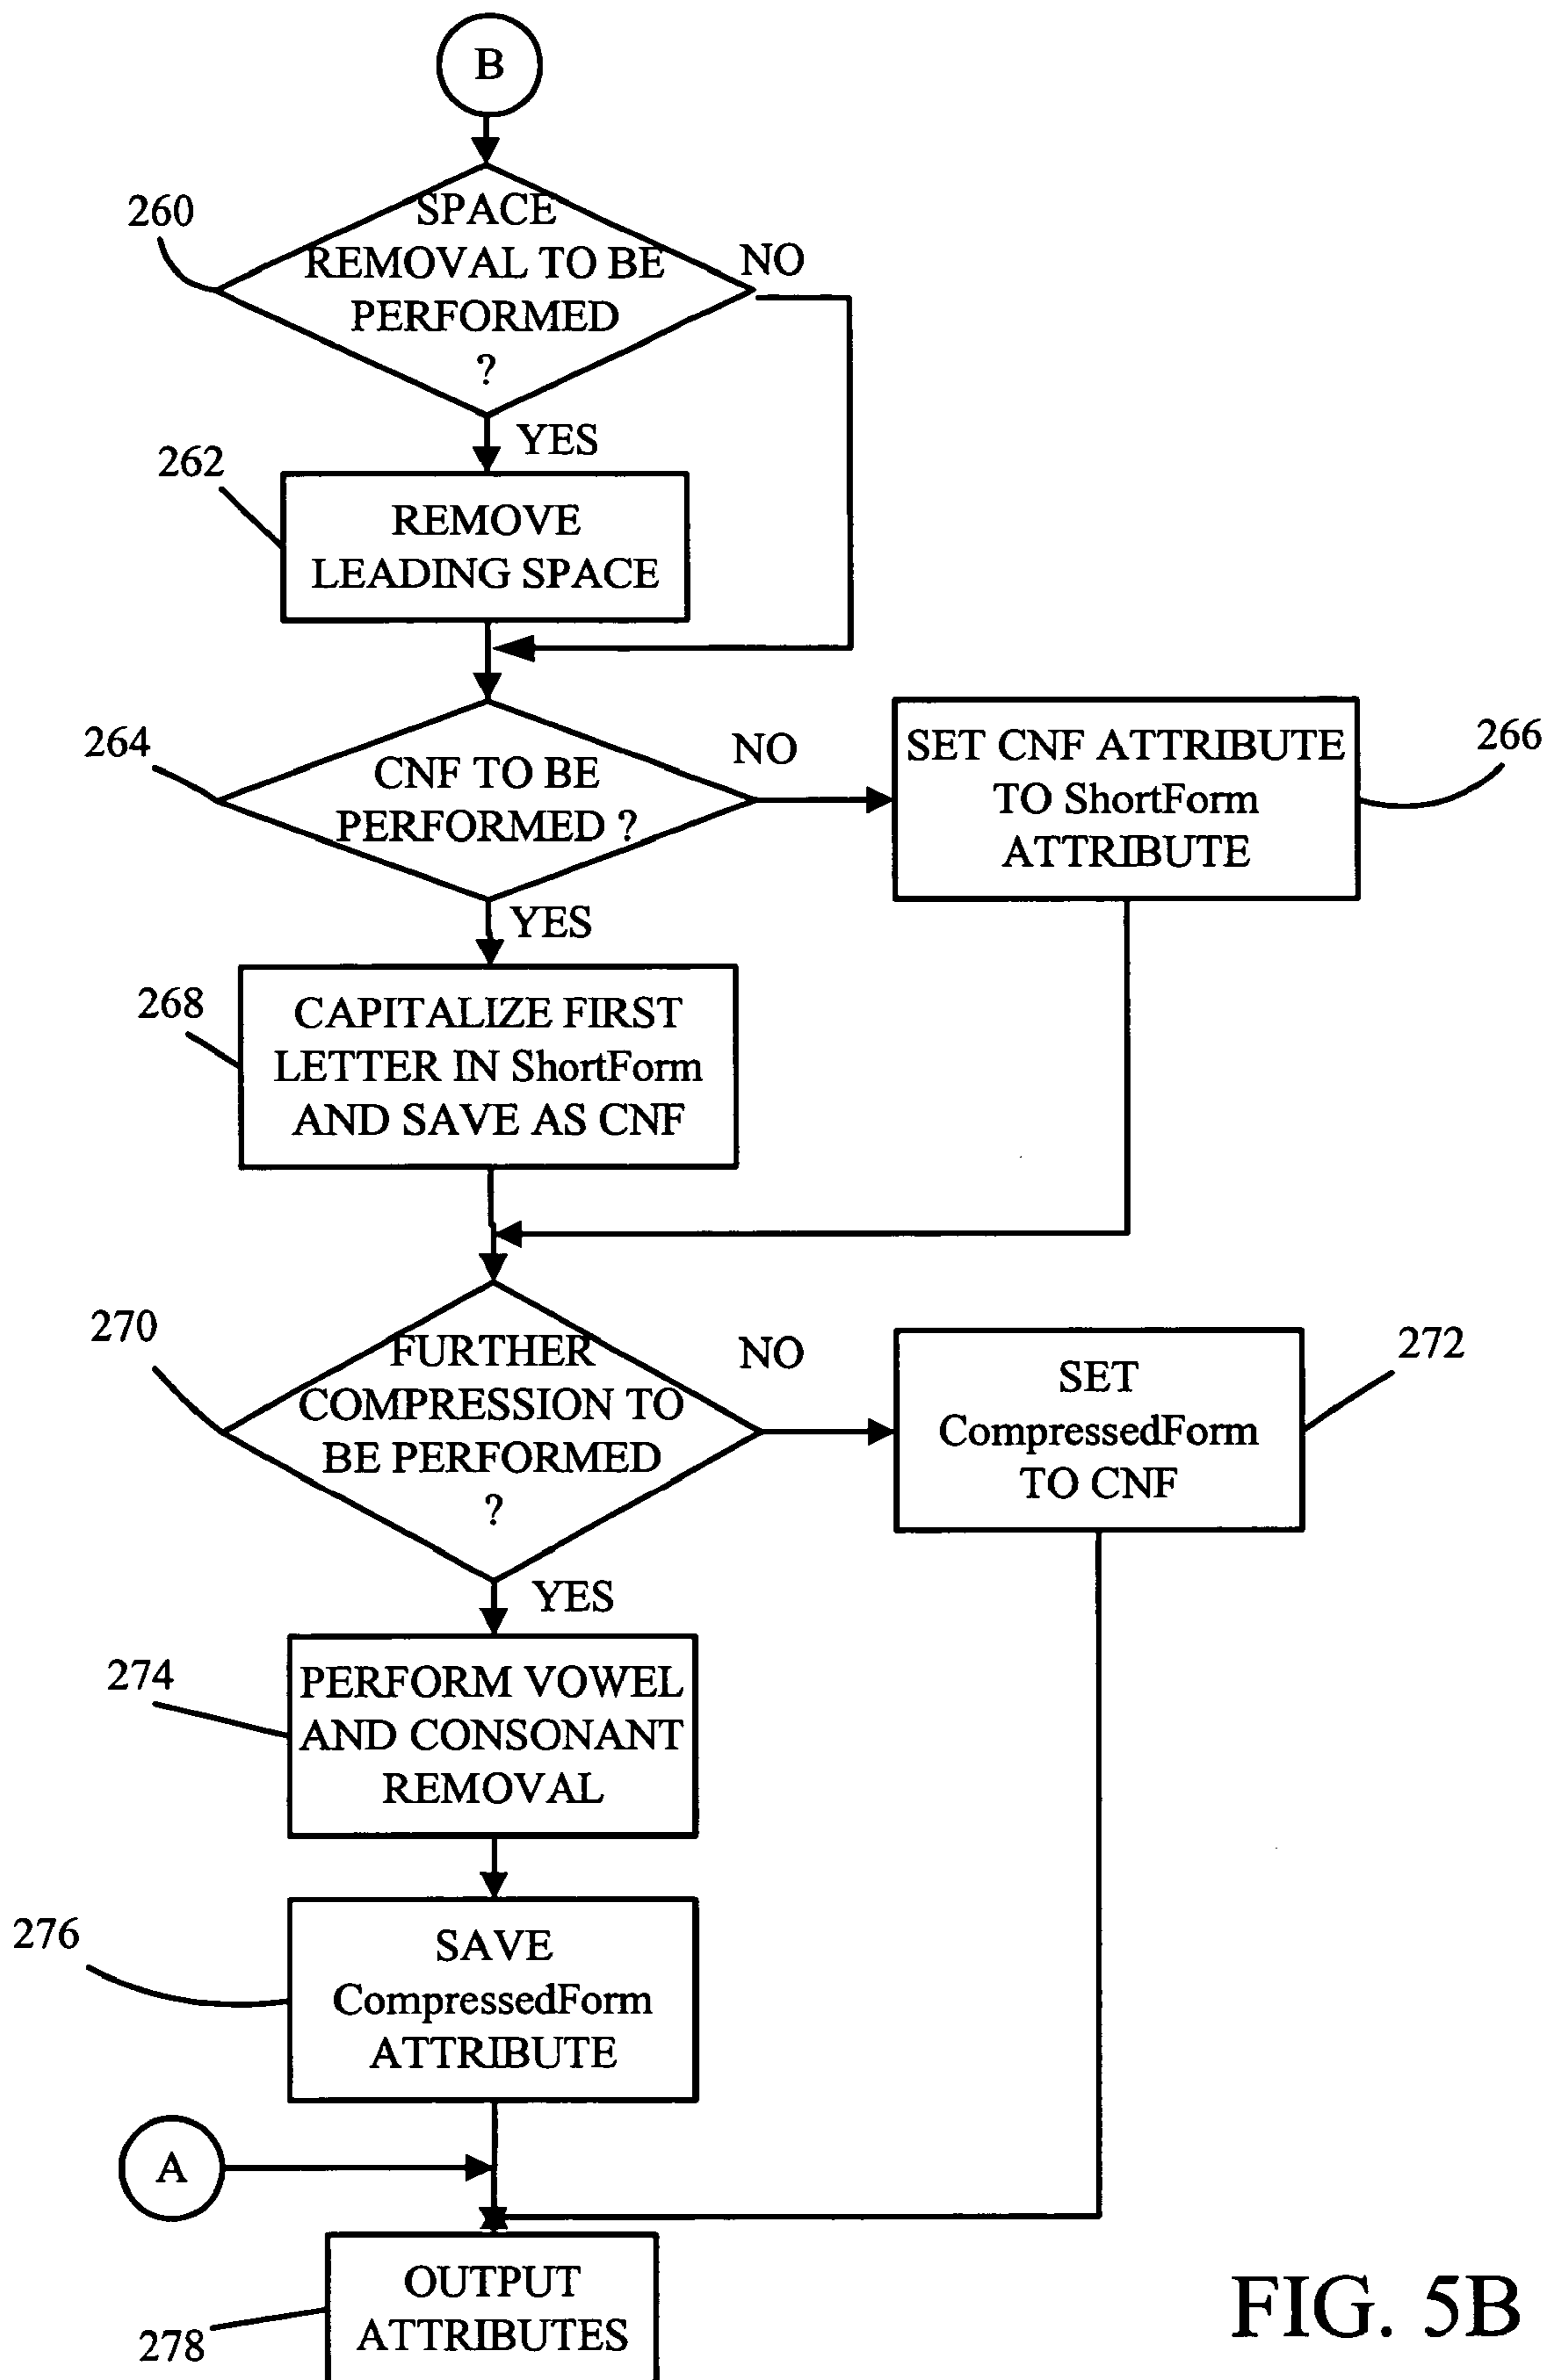 B
260
SPACE
REMOVAL TO BE
PERFORMED
?
NO
YES
262
REMOVE
LEADING SPACE
264
CNF TO BE
PERFORMED ?
NO
SET CNF ATTRIBUTE
TO ShortForm
ATTRIBUTE
266
YES
268
CAPITALIZE FIRST
LETTER IN ShortForm
AND SAVE AS CNF
270
FURTHER
COMPRESSION TO
BE PERFORMED
?
NO
SET
CompressedForm
TO CNF
272
YES
274
PERFORM VOWEL
AND CONSONANT
REMOVAL
276
SAVE
CompressedForm
ATTRIBUTE
A
OUTPUT
ATTRIBUTES
278
FIG. 5B